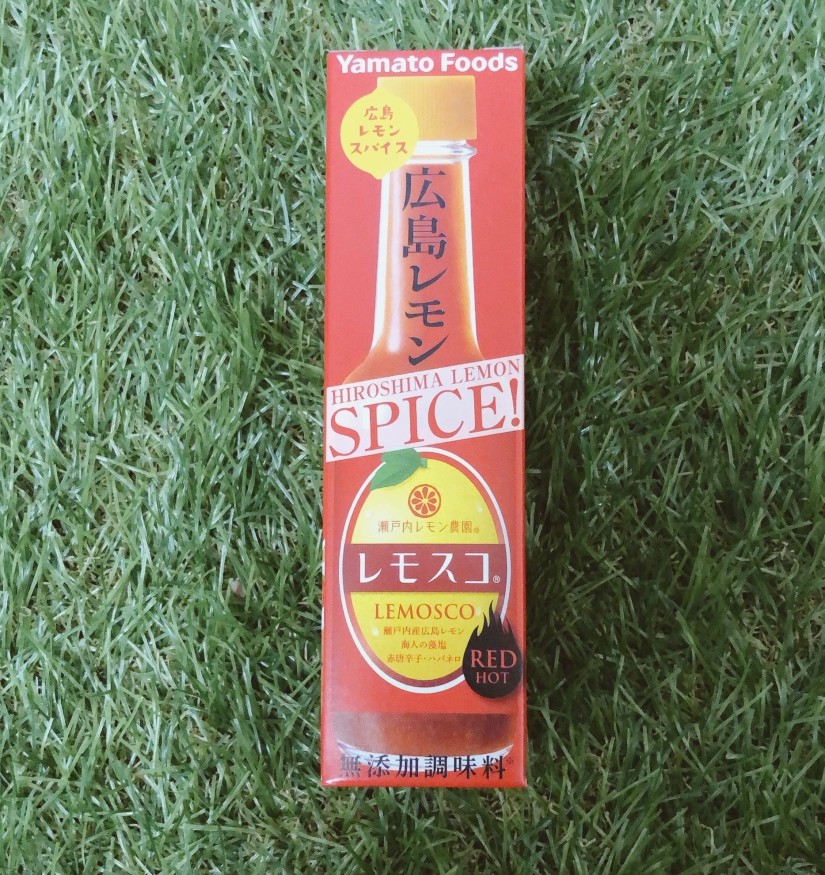 Yamato Foods
広島
レモン
スパイス
広島レモン
HIROSHIMA LEMON
SPICE!
瀬戸内レモン農園®
レモスコ®
LEMOSCO
瀬戸内産広島レモン
海人の藻塩
赤唐辛子・ハバネロ
RED
HOT
無添加調味料※